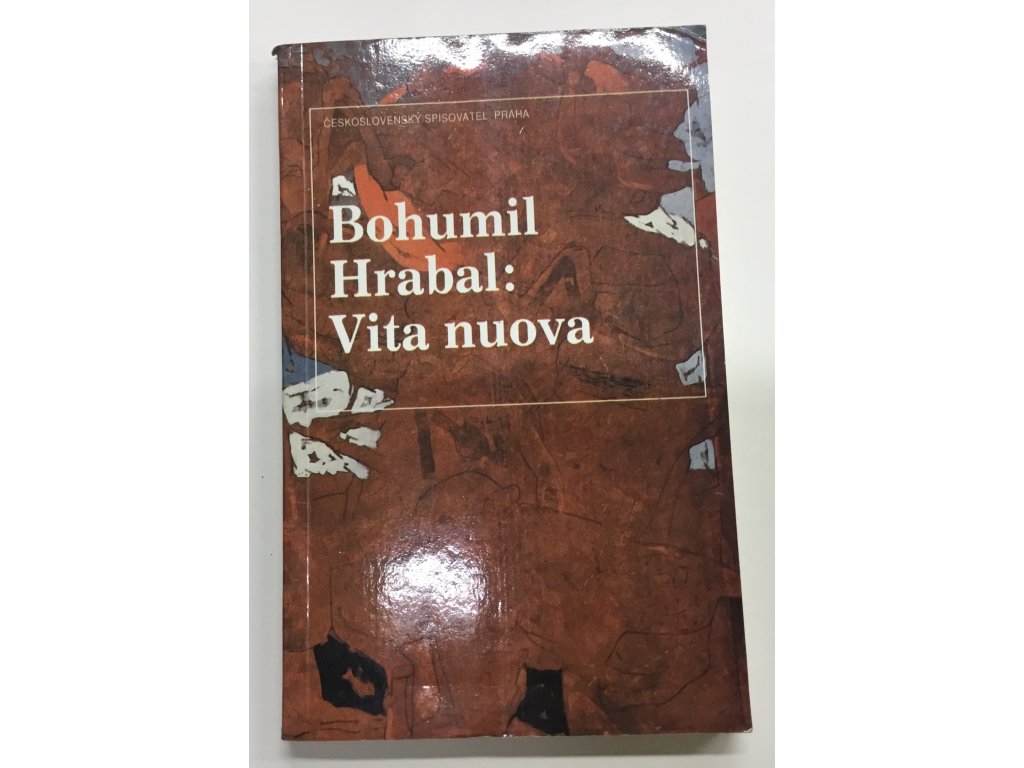 ČESKOSLOVENSKÝ SPISOVATEL PRAHA
Bohumil
Hrabal:
Vita nuova